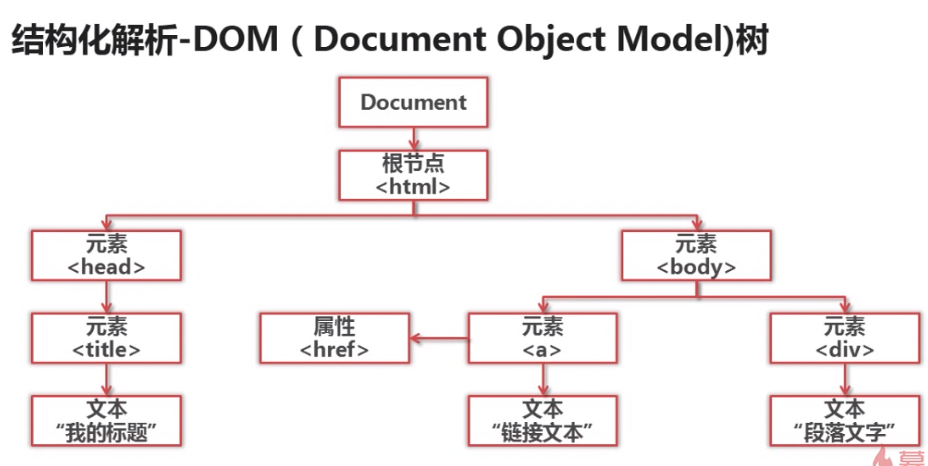 结构化解析-DOM ( Document Object Model)树
Document
根节点
<html>
元素
<head>
元素
<body>
元素
<title>
属性
<href>
元素
<a>
元素
<div>
文本
“我的标题”
文本
“链接文本”
文本
“段落文字”